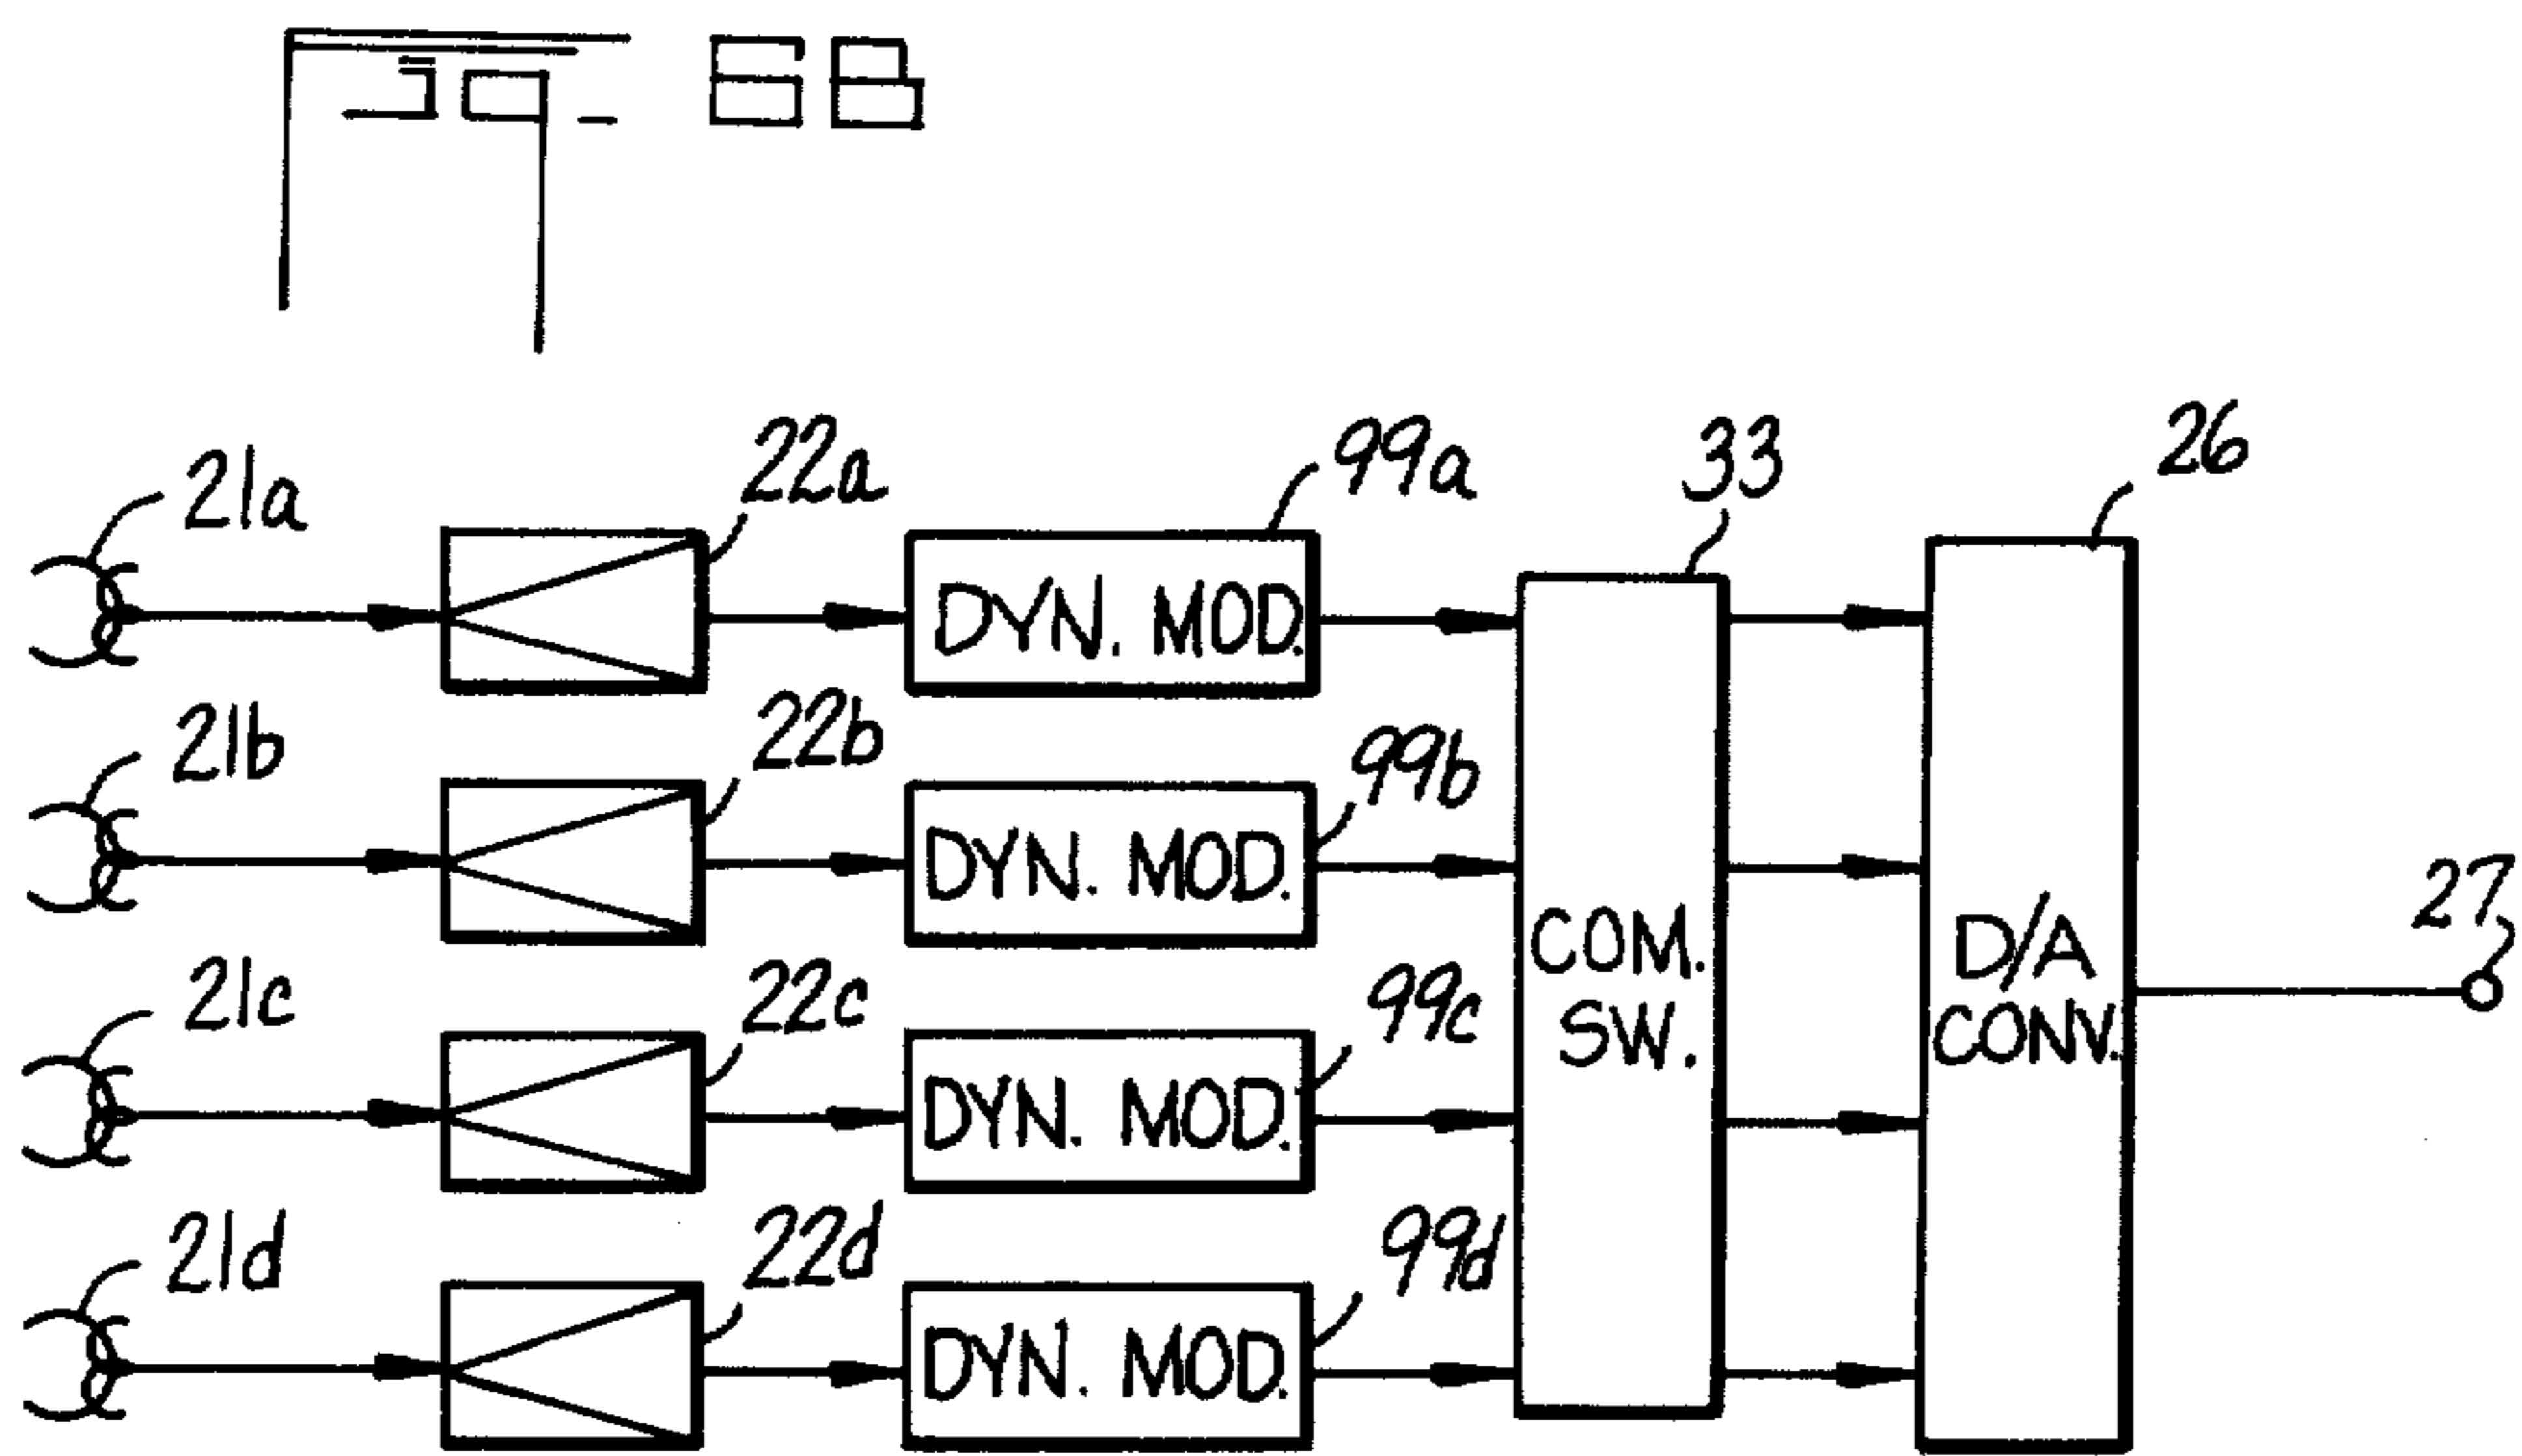 Fig. 6B
21a 22a 99a 33 26
DYN. MOD.
21b 22b 99b
DYN. MOD.
COM.
SW.
D/A
CONV.
27
21c 22c 99c
DYN. MOD.
21d 22d 99d
DYN. MOD.